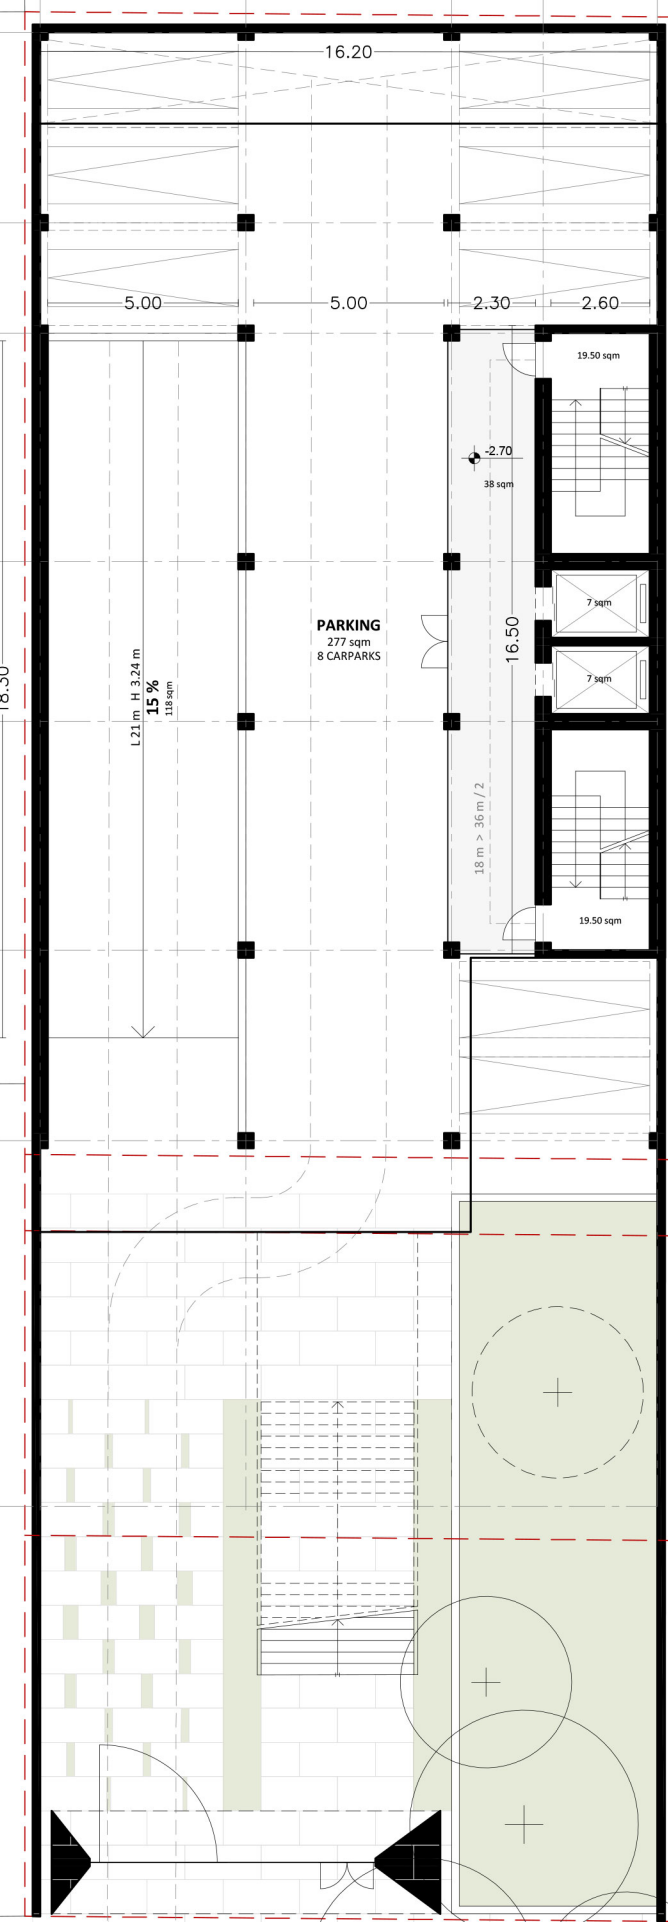 16.20
5.00
5.00
2.30
2.60
19.50 sqm
-2.70
38 sqm
7 sqm
PARKING
277 sqm
8 CARPARKS
16.50
7 sqm
18.30
L 21 m H 3.24 m
15 %
118 sqm
18 m > 36 m / 2
19.50 sqm